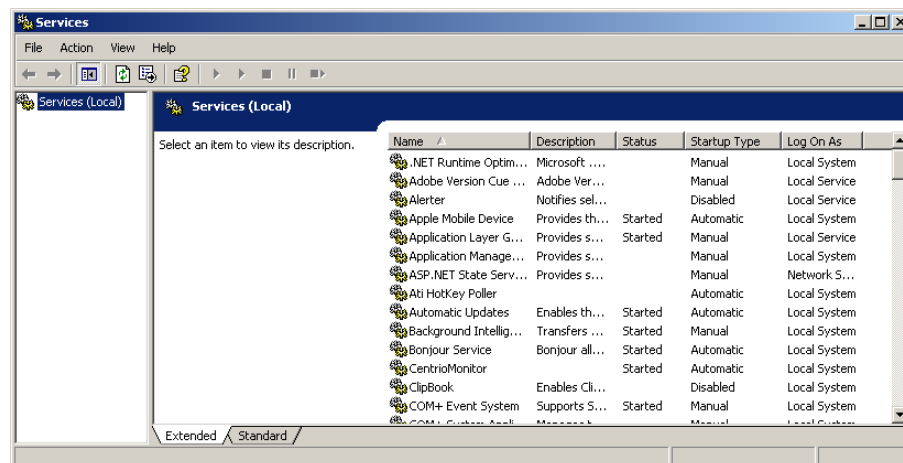 Services
File Action View Help
Services (Local)
Services (Local)
Select an item to view its description.
Name Description Status Startup Type Log On As
.NET Runtime Optim... Microsoft .... Manual Local System
Adobe Version Cue ... Adobe Ver... Manual Local Service
Alerter Notifies sel... Disabled Local Service
Apple Mobile Device Provides th... Started Automatic Local System
Application Layer G... Provides s... Started Manual Local Service
Application Manage... Provides s... Manual Local System
ASP.NET State Serv... Provides s... Manual Network S...
Ati HotKey Poller Automatic Local System
Automatic Updates Enables th... Started Automatic Local System
Background Intellig... Transfers ... Started Manual Local System
Bonjour Service Bonjour all... Started Automatic Local System
CentrioMonitor Started Automatic Local System
ClipBook Enables Cli... Disabled Local System
COM+ Event System Supports S... Started Manual Local System
Extended Standard